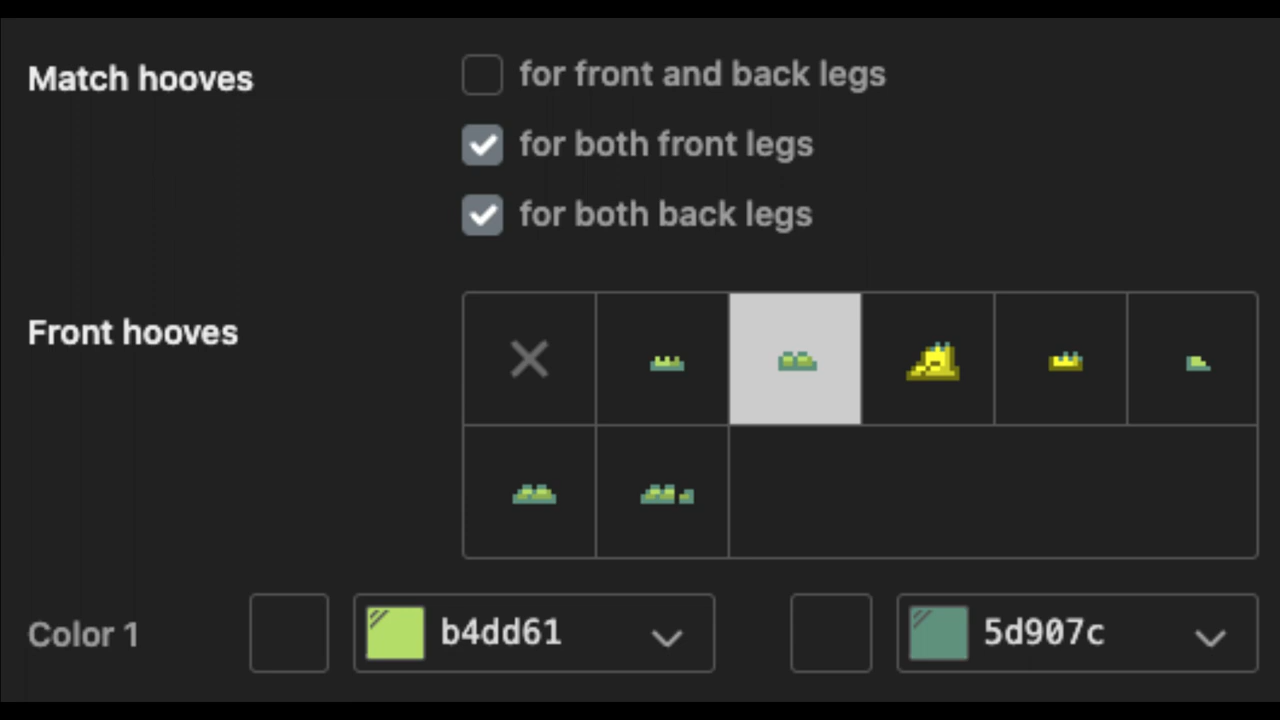 Match hooves
for front and back legs
for both front legs
for both back legs
Front hooves
Color 1
b4dd61
5d907c